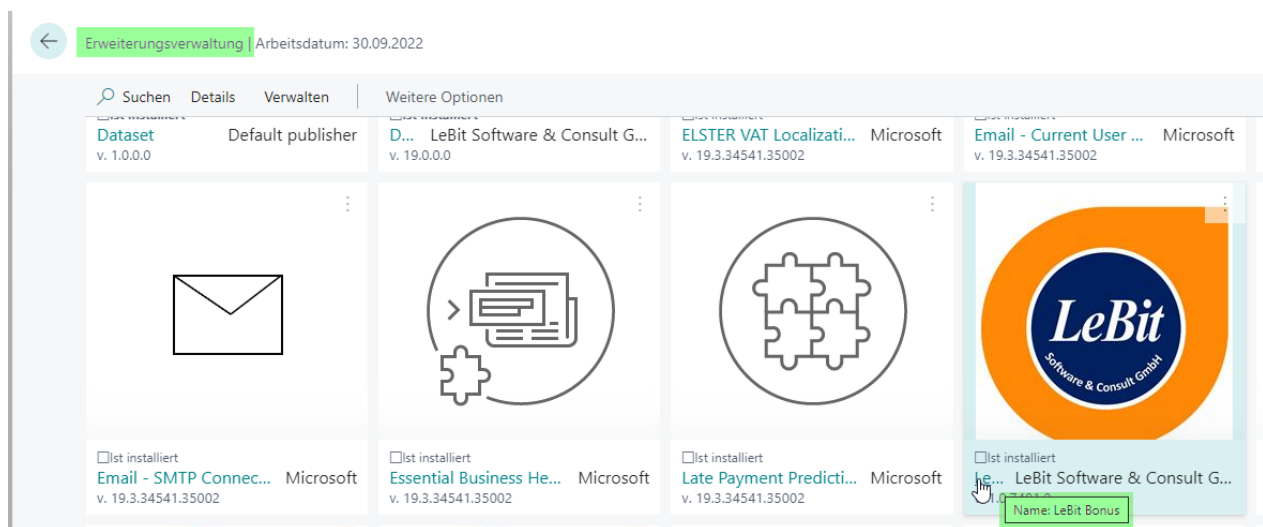 Erweiterungsverwaltung | Arbeitsdatum: 30.09.2022
Suchen Details Verwalten Weitere Optionen
Dataset Default publisher
v. 1.0.0.0
D... LeBit Software & Consult G...
v. 19.0.0.0
ELSTER VAT Localizati... Microsoft
v. 19.3.34541.35002
Email - Current User ... Microsoft
v. 19.3.34541.35002
LeBit
Software & Consult GmbH
Ist installiert
Email - SMTP Connec... Microsoft
v. 19.3.34541.35002
Ist installiert
Essential Business He... Microsoft
v. 19.3.34541.35002
Ist installiert
Late Payment Predicti... Microsoft
v. 19.3.34541.35002
Ist installiert
Le... LeBit Software & Consult G...
Name: LeBit Bonus